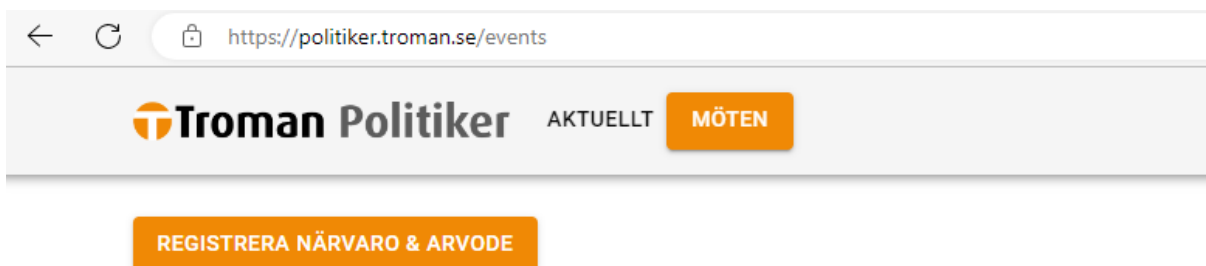 https://politiker.troman.se/events
Troman Politiker AKTUELLT MÖTEN
REGISTRERA NÄRVARO & ARVODE